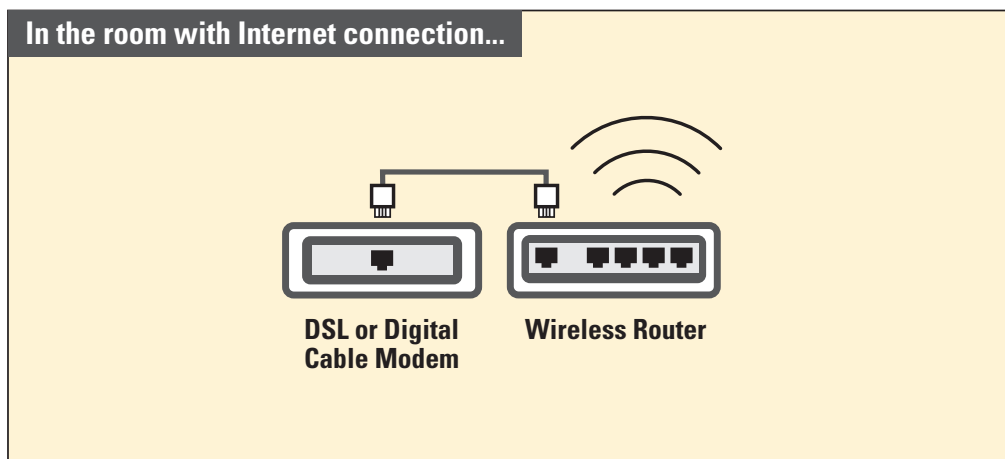 In the room with Internet connection...
DSL or Digital
Cable Modem
Wireless Router